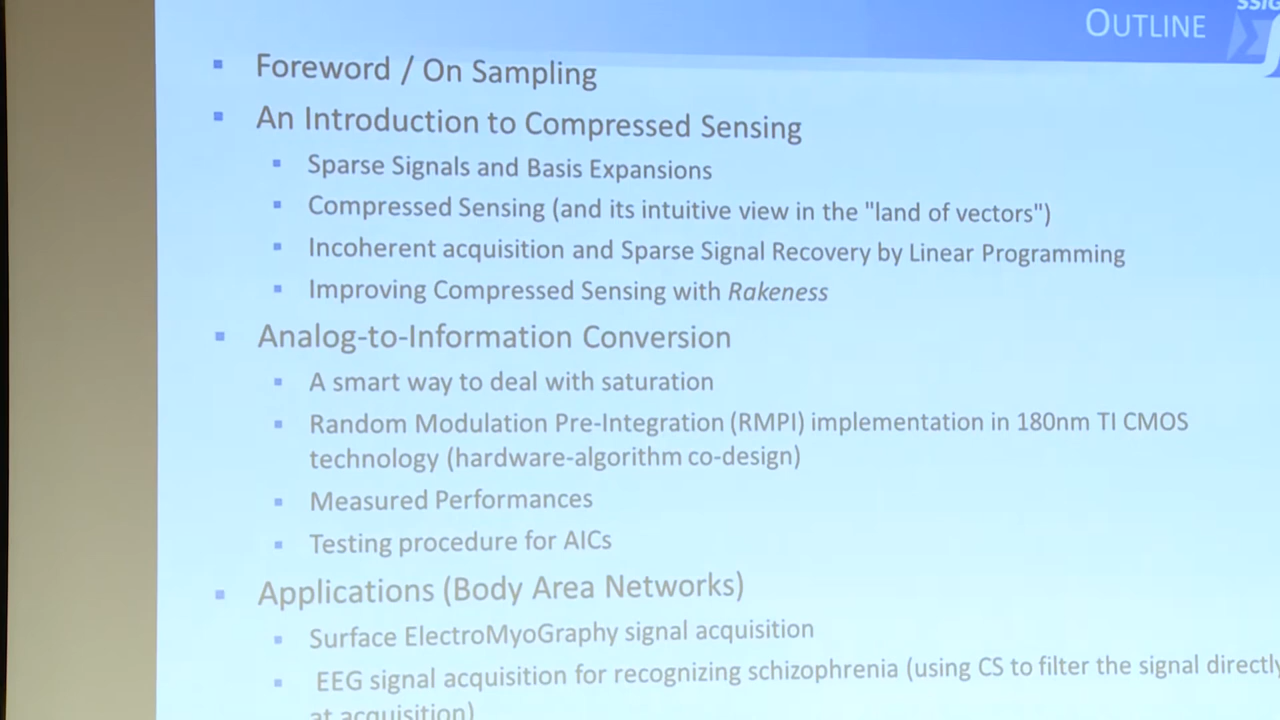 SSIG
OUTLINE
Foreword / On Sampling
An Introduction to Compressed Sensing
Sparse Signals and Basis Expansions
Compressed Sensing (and its intuitive view in the "land of vectors")
Incoherent acquisition and Sparse Signal Recovery by Linear Programming
Improving Compressed Sensing with Rakeness
Analog-to-Information Conversion
A smart way to deal with saturation
Random Modulation Pre-Integration (RMPI) implementation in 180nm TI CMOS
technology (hardware-algorithm co-design)
Measured Performances
Testing procedure for AICs
Applications (Body Area Networks)
Surface ElectroMyoGraphy signal acquisition
EEG signal acquisition for recognizing schizophrenia (using CS to filter the signal directly
at acquisition)